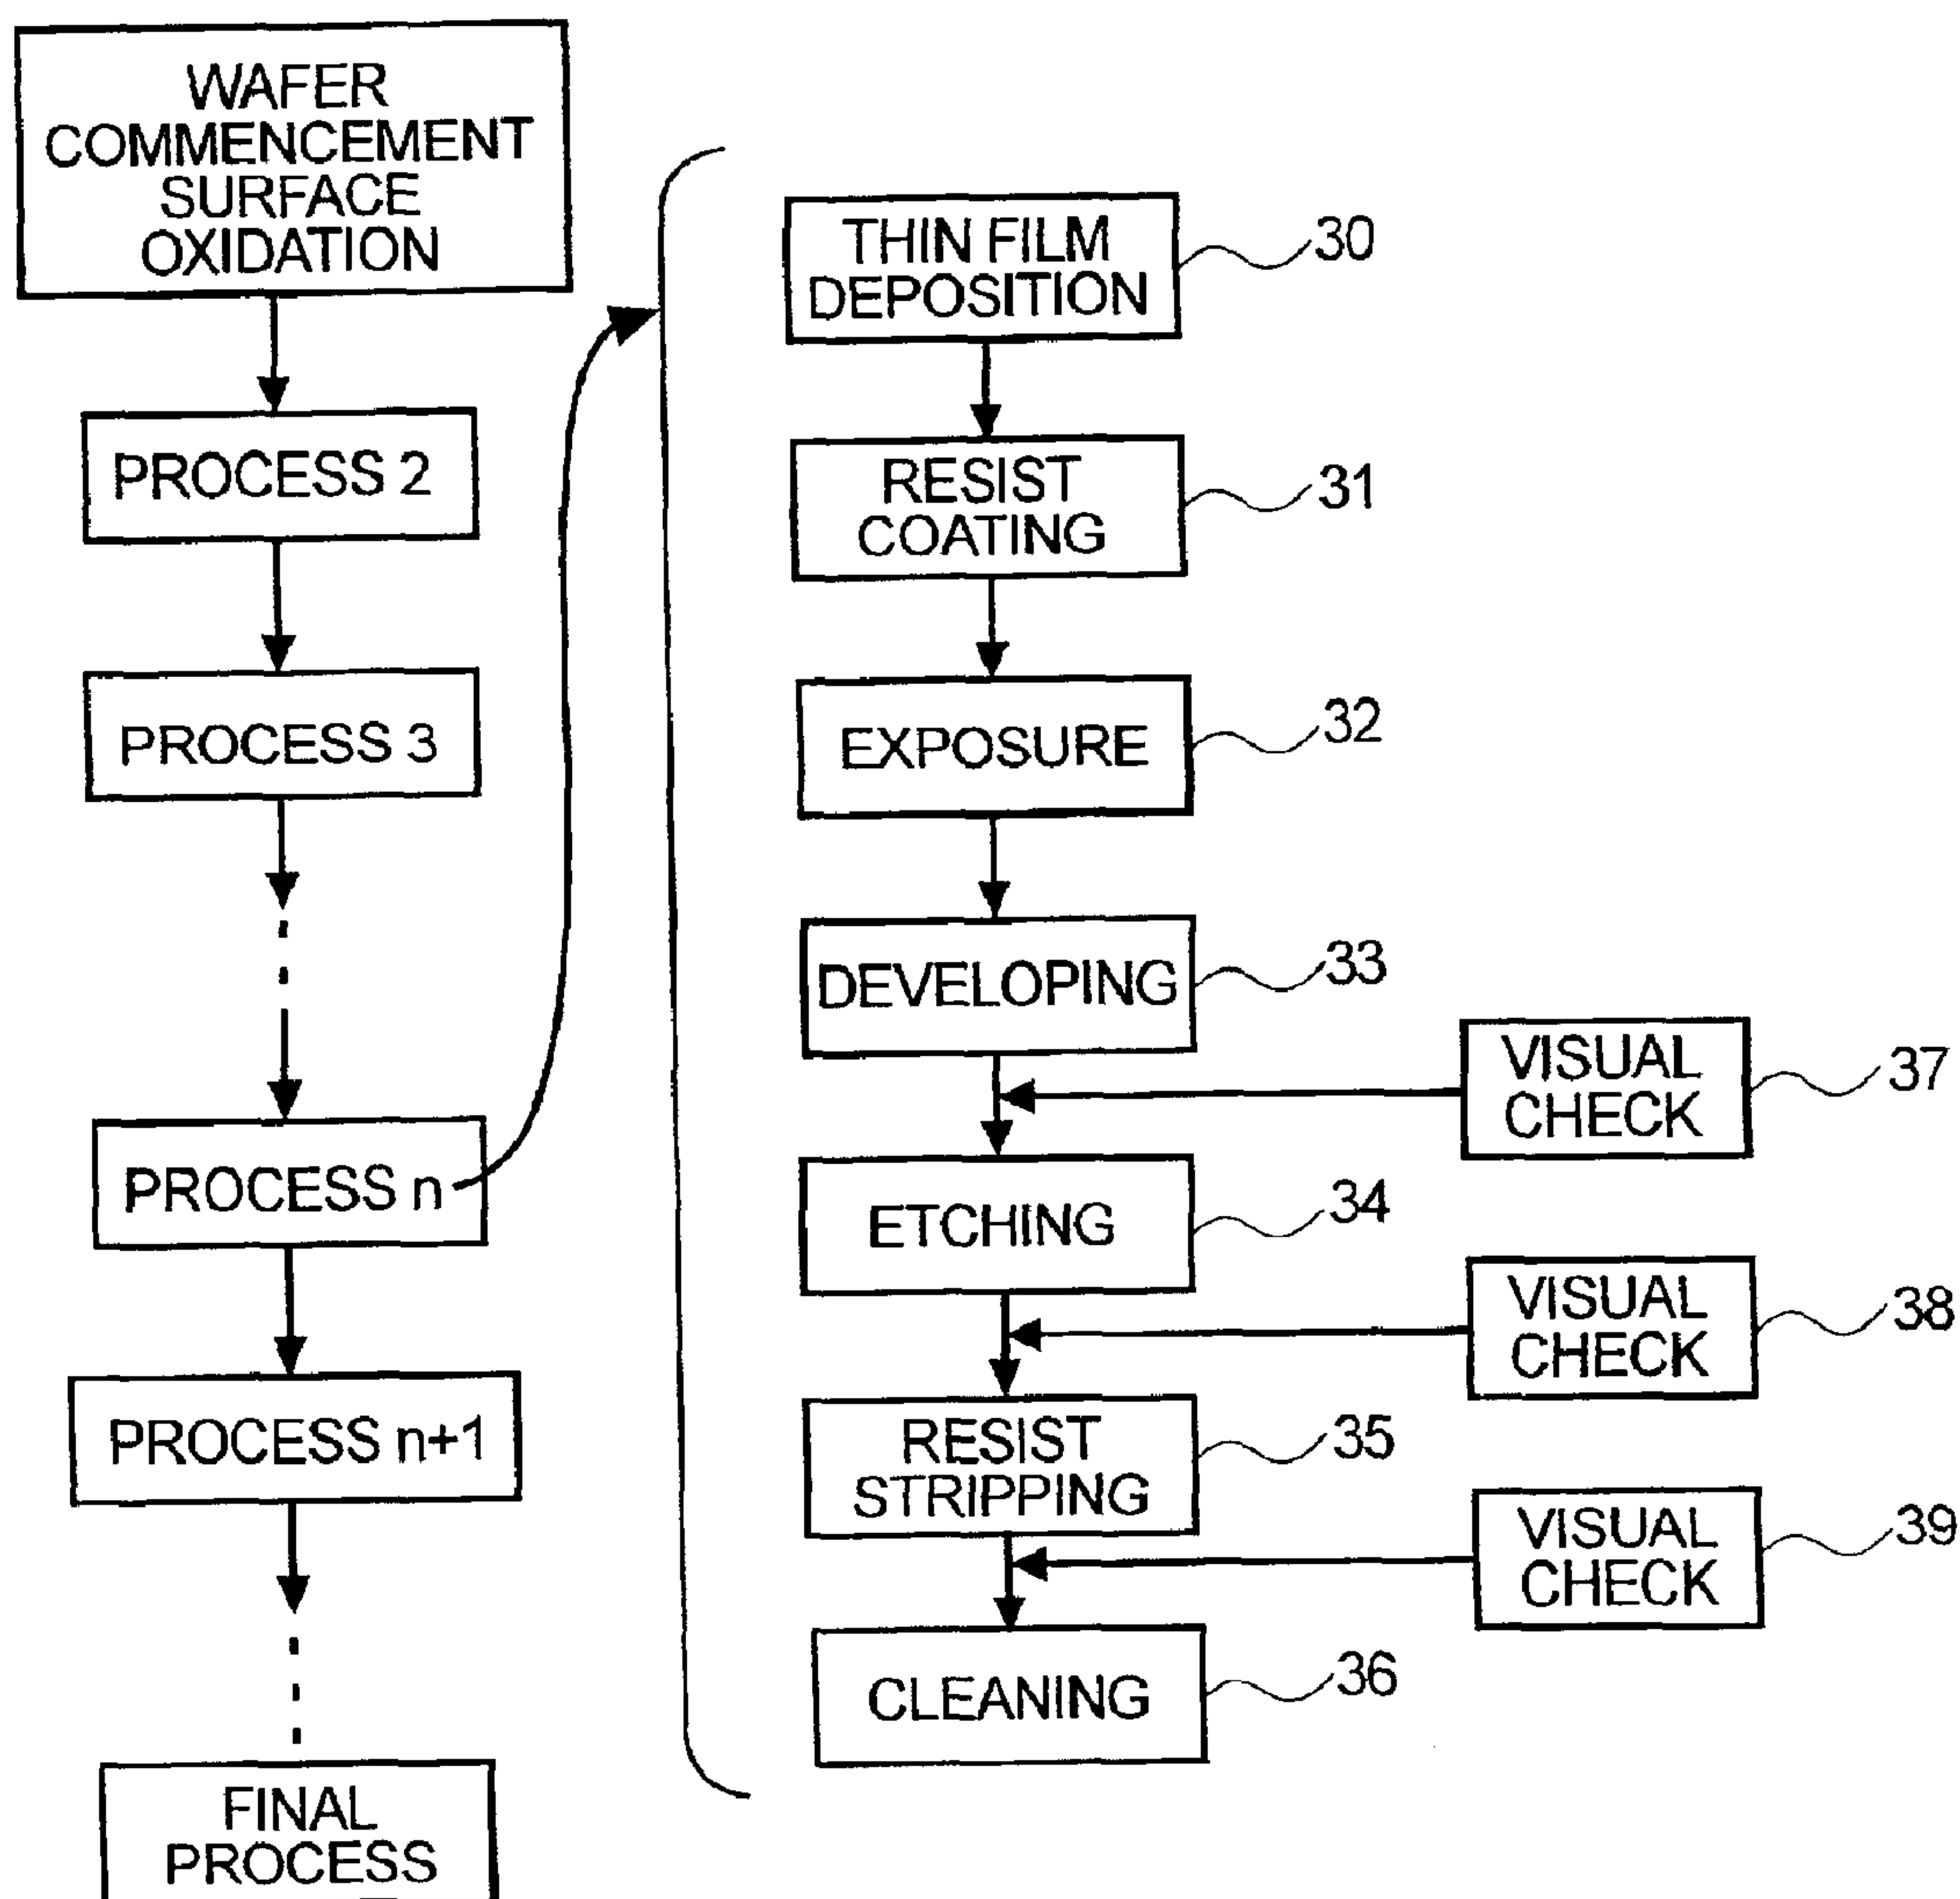 WAFER
COMMENCEMENT
SURFACE
OXIDATION
PROCESS 2
PROCESS 3
PROCESS n
PROCESS n+1
FINAL
PROCESS
THIN FILM
DEPOSITION
30
RESIST
COATING
31
EXPOSURE
32
DEVELOPING
33
VISUAL
CHECK
37
ETCHING
34
VISUAL
CHECK
38
RESIST
STRIPPING
35
VISUAL
CHECK
39
CLEANING
36